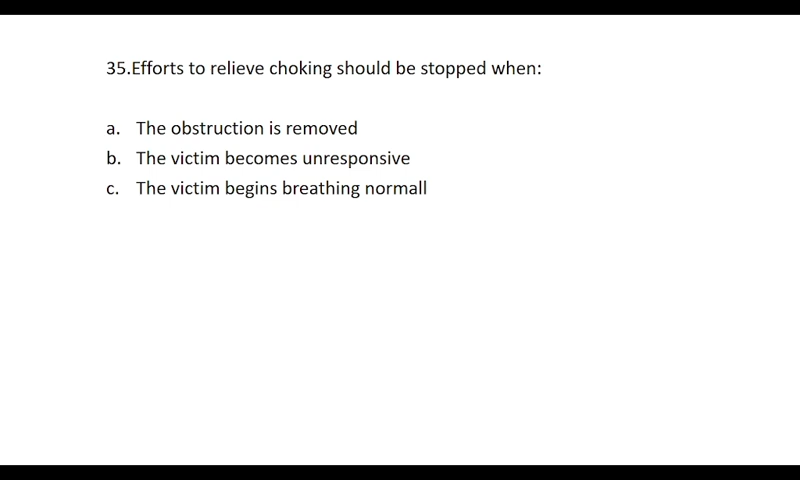 35.Efforts to relieve choking should be stopped when:
a. The obstruction is removed
b. The victim becomes unresponsive
c. The victim begins breathing normall